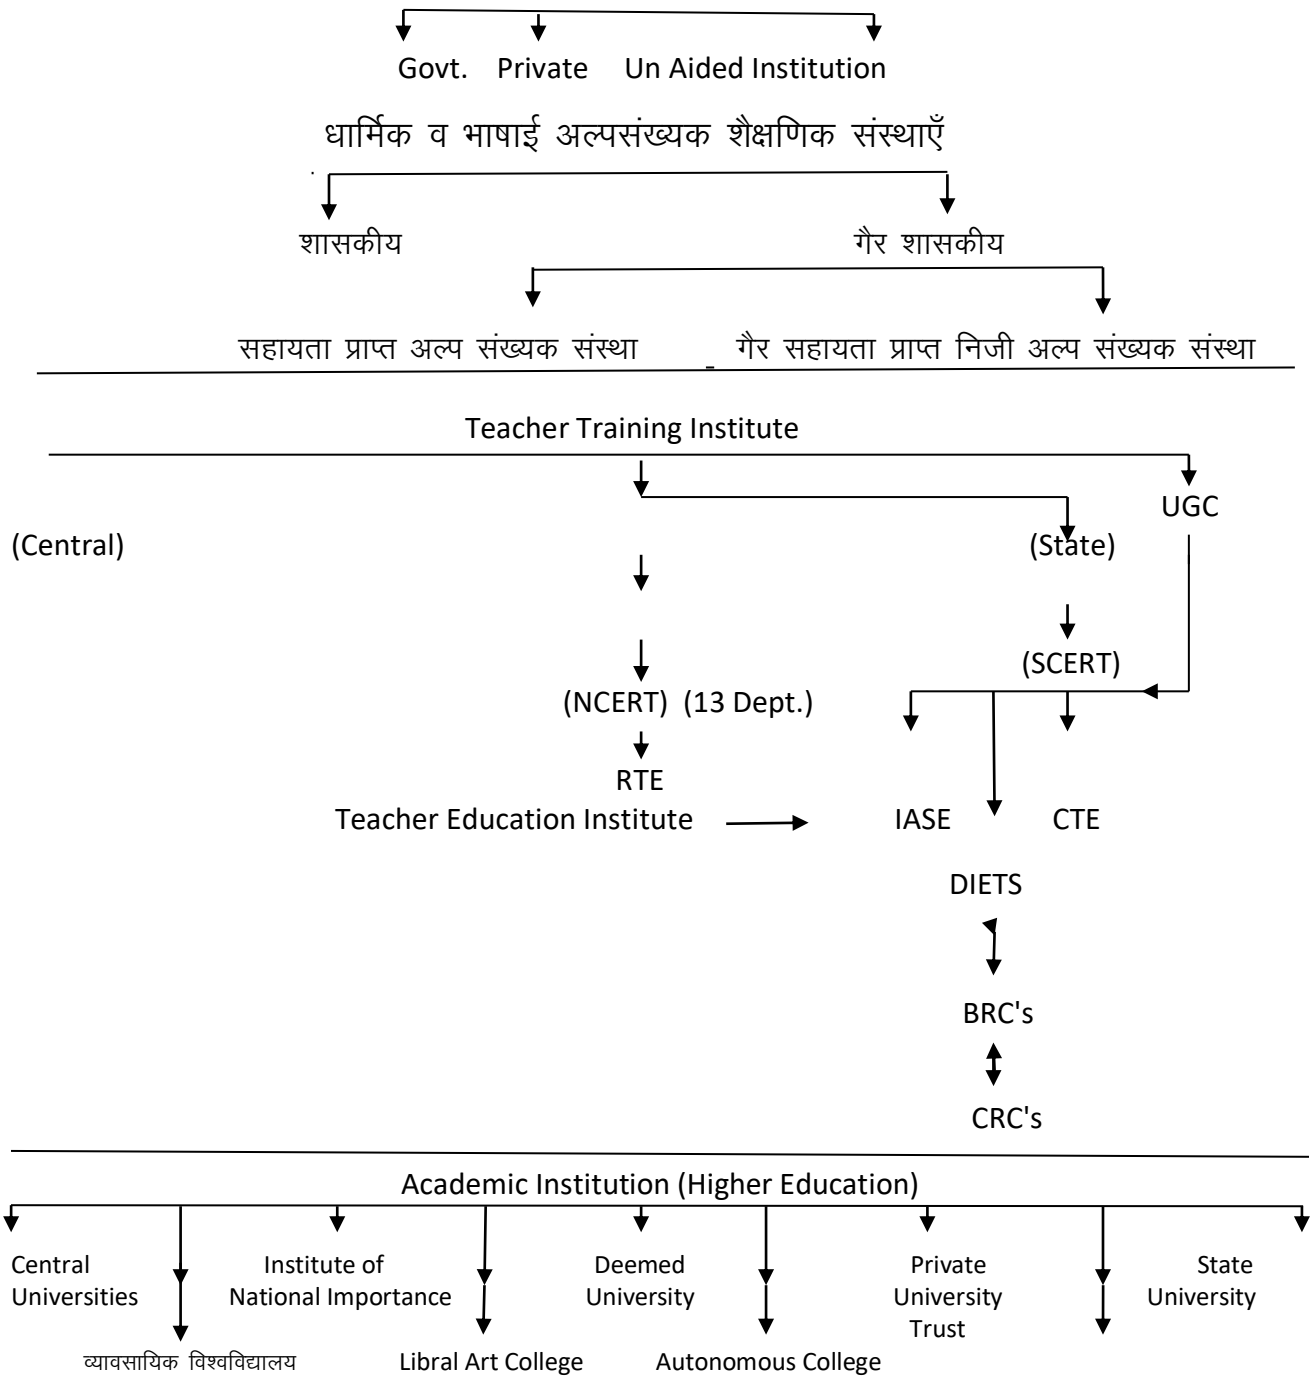 Govt. Private Un Aided Institution
धार्मिक व भाषाई अल्पसंख्यक शैक्षणिक संस्थाएँ
शासकीय गैर शासकीय
सहायता प्राप्त अल्प संख्यक संस्था गैर सहायता प्राप्त निजी अल्प संख्यक संस्था
Teacher Training Institute
UGC
(Central) (State)
(SCERT)
(NCERT) (13 Dept.)
RTE
Teacher Education Institute IASE CTE
DIETS
BRC's
CRC's
Academic Institution (Higher Education)
Central Institute of Deemed Private State
Universities National Importance University University University
Trust
व्यावसायिक विश्वविद्यालय Libral Art College Autonomous College